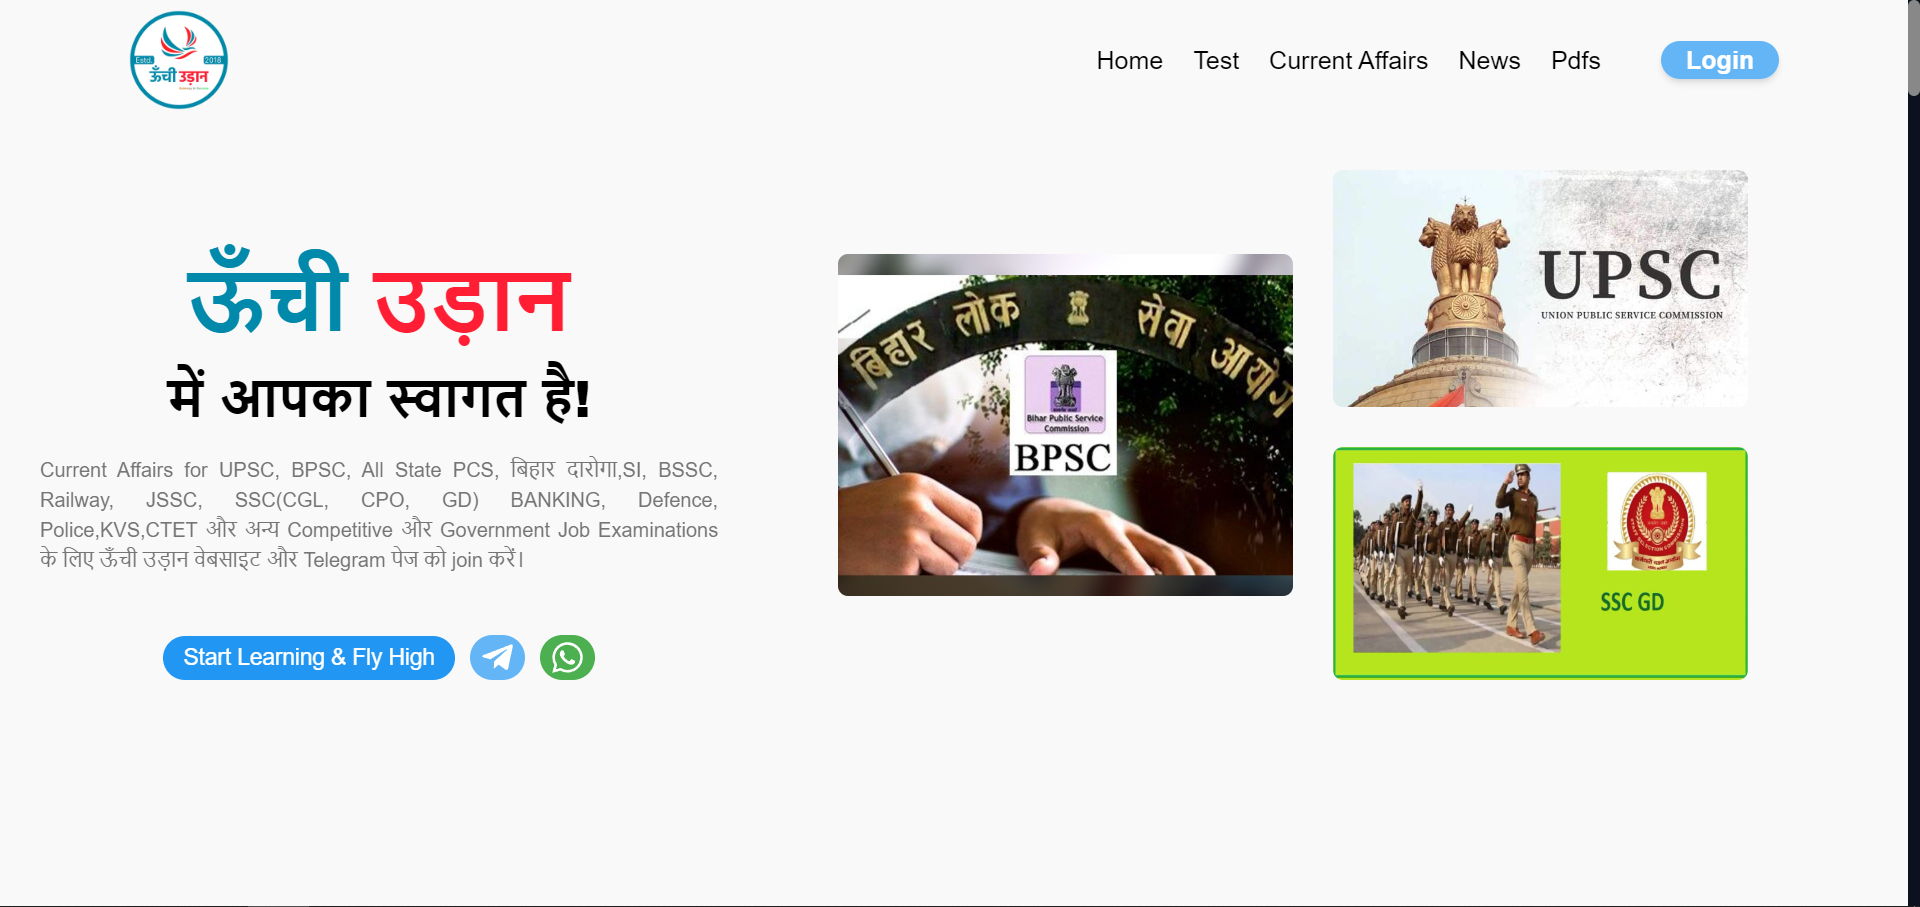 Estd.
2018
ऊँची उड़ान
Home
Test
Current Affairs
News
Pdfs
Login
ऊँची उड़ान
में आपका स्वागत है!
Current Affairs for UPSC, BPSC, All State PCS, बिहार दारोगा,SI, BSSC,
Railway, JSSC, SSC(CGL, CPO, GD) BANKING, Defence,
Police,KVS,CTET और अन्य Competitive और Government Job Examinations
के लिए ऊँची उड़ान वेबसाइट और Telegram पेज को join करें।
Start Learning & Fly High
बिहार लोक सेवा आयोग
Bihar Public Service
Commission
BPSC
UPSC
UNION PUBLIC SERVICE COMMISSION
SSC GD